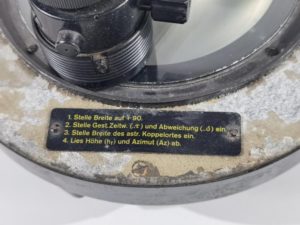 1. Stelle Breite auf +90.
2. Stelle Gest.Zeitw. (♈) und Abweichung (δ) ein.
3. Stelle Breite des astr. Koppelortes ein.
4. Lies Höhe (hr) und Azimut (Az) ab.